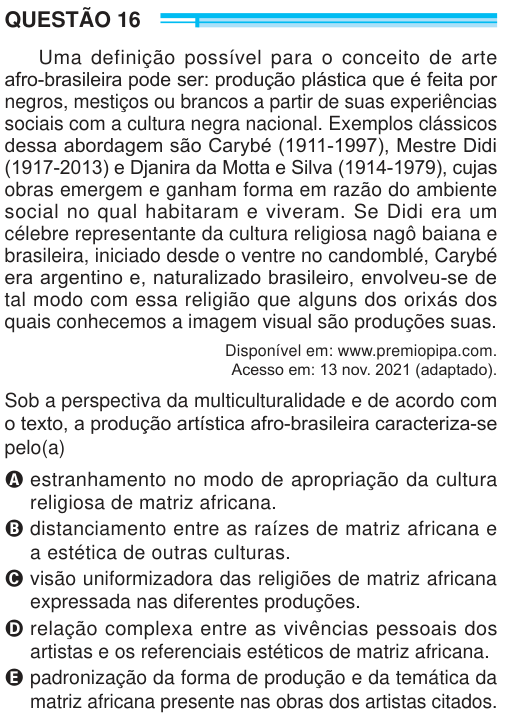 QUESTÃO 16
Uma definição possível para o conceito de arte
afro-brasileira pode ser: produção plástica que é feita por
negros, mestiços ou brancos a partir de suas experiências
sociais com a cultura negra nacional. Exemplos clássicos
dessa abordagem são Carybé (1911-1997), Mestre Didi
(1917-2013) e Djanira da Motta e Silva (1914-1979), cujas
obras emergem e ganham forma em razão do ambiente
social no qual habitaram e viveram. Se Didi era um
célebre representante da cultura religiosa nagô baiana e
brasileira, iniciado desde o ventre no candomblé, Carybé
era argentino e, naturalizado brasileiro, envolveu-se de
tal modo com essa religião que alguns dos orixás dos
quais conhecemos a imagem visual são produções suas.
Disponível em: www.premiopipa.com.
Acesso em: 13 nov. 2021 (adaptado).
Sob a perspectiva da multiculturalidade e de acordo com
o texto, a produção artística afro-brasileira caracteriza-se
pelo(a)
A estranhamento no modo de apropriação da cultura
religiosa de matriz africana.
B distanciamento entre as raízes de matriz africana e
a estética de outras culturas.
C visão uniformizadora das religiões de matriz africana
expressada nas diferentes produções.
D relação complexa entre as vivências pessoais dos
artistas e os referenciais estéticos de matriz africana.
E padronização da forma de produção e da temática da
matriz africana presente nas obras dos artistas citados.